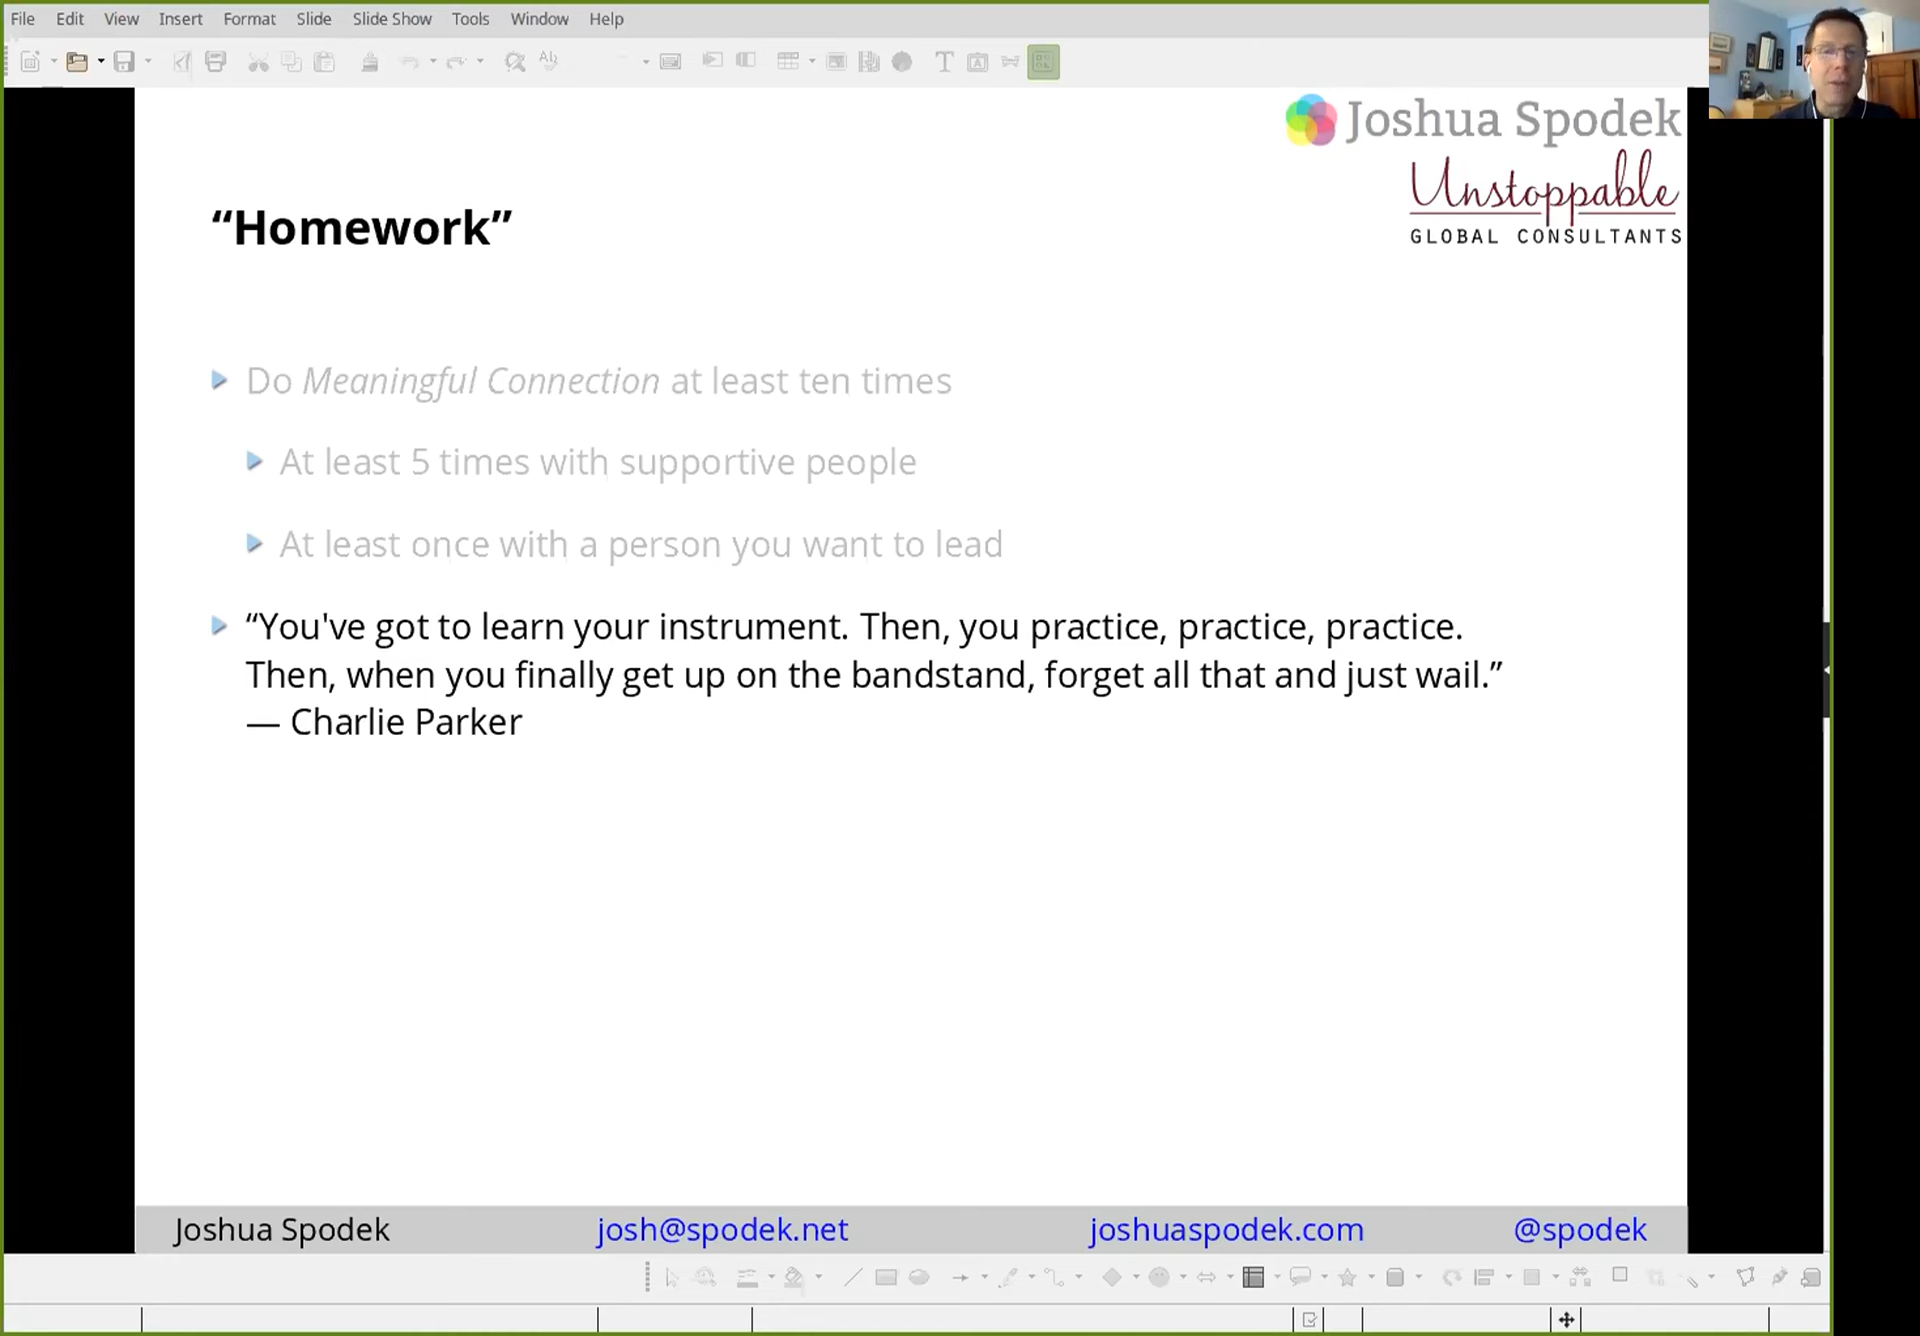 File Edit View Insert Format Slide Slide Show Tools Window Help
Joshua Spodek
Unstoppable
GLOBAL CONSULTANTS
“Homework”
Do Meaningful Connection at least ten times
At least 5 times with supportive people
At least once with a person you want to lead
“You've got to learn your instrument. Then, you practice, practice, practice.
Then, when you finally get up on the bandstand, forget all that and just wail.”
— Charlie Parker
Joshua Spodek josh@spodek.net joshuaspodek.com @spodek